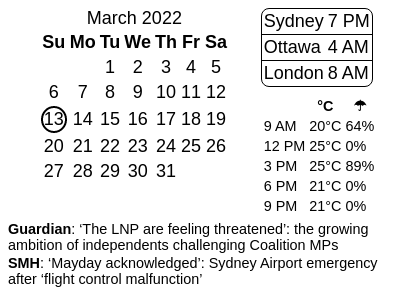 March 2022
Su Mo Tu We Th Fr Sa
1 2 3 4 5
6 7 8 9 10 11 12
13 14 15 16 17 18 19
20 21 22 23 24 25 26
27 28 29 30 31
Sydney 7 PM
Ottawa 4 AM
London 8 AM
°C ☂
9 AM 20°C 64%
12 PM 25°C 0%
3 PM 25°C 89%
6 PM 21°C 0%
9 PM 21°C 0%
Guardian: ‘The LNP are feeling threatened’: the growing
ambition of independents challenging Coalition MPs
SMH: ‘Mayday acknowledged’: Sydney Airport emergency
after ‘flight control malfunction’